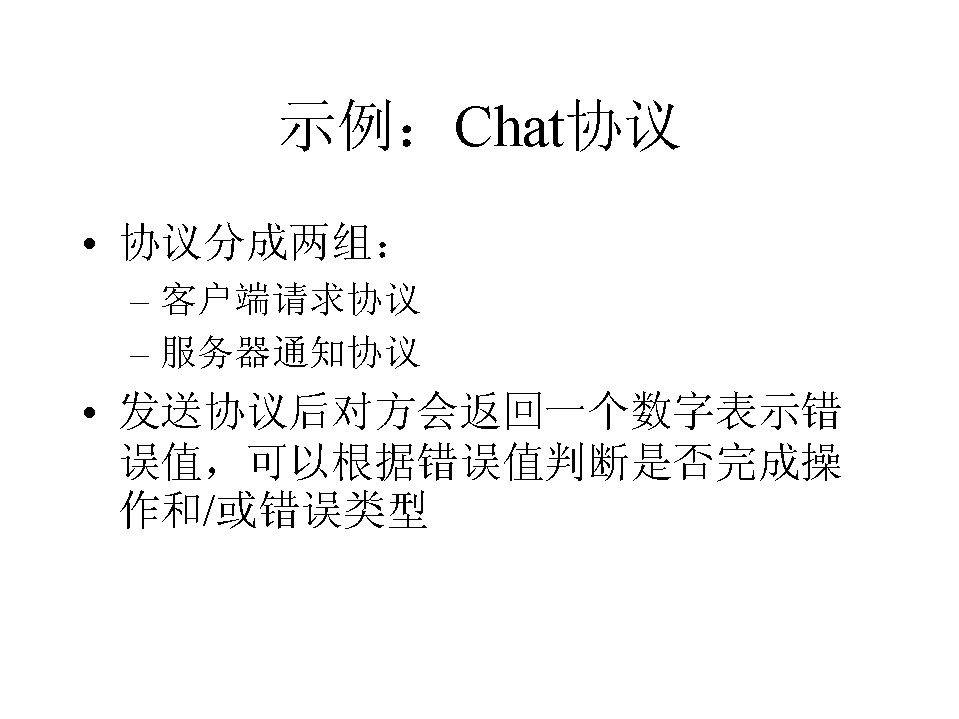 示例：Chat协议
• 协议分成两组：
– 客户端请求协议
– 服务器通知协议
• 发送协议后对方会返回一个数字表示错
误值，可以根据错误值判断是否完成操
作和/或错误类型